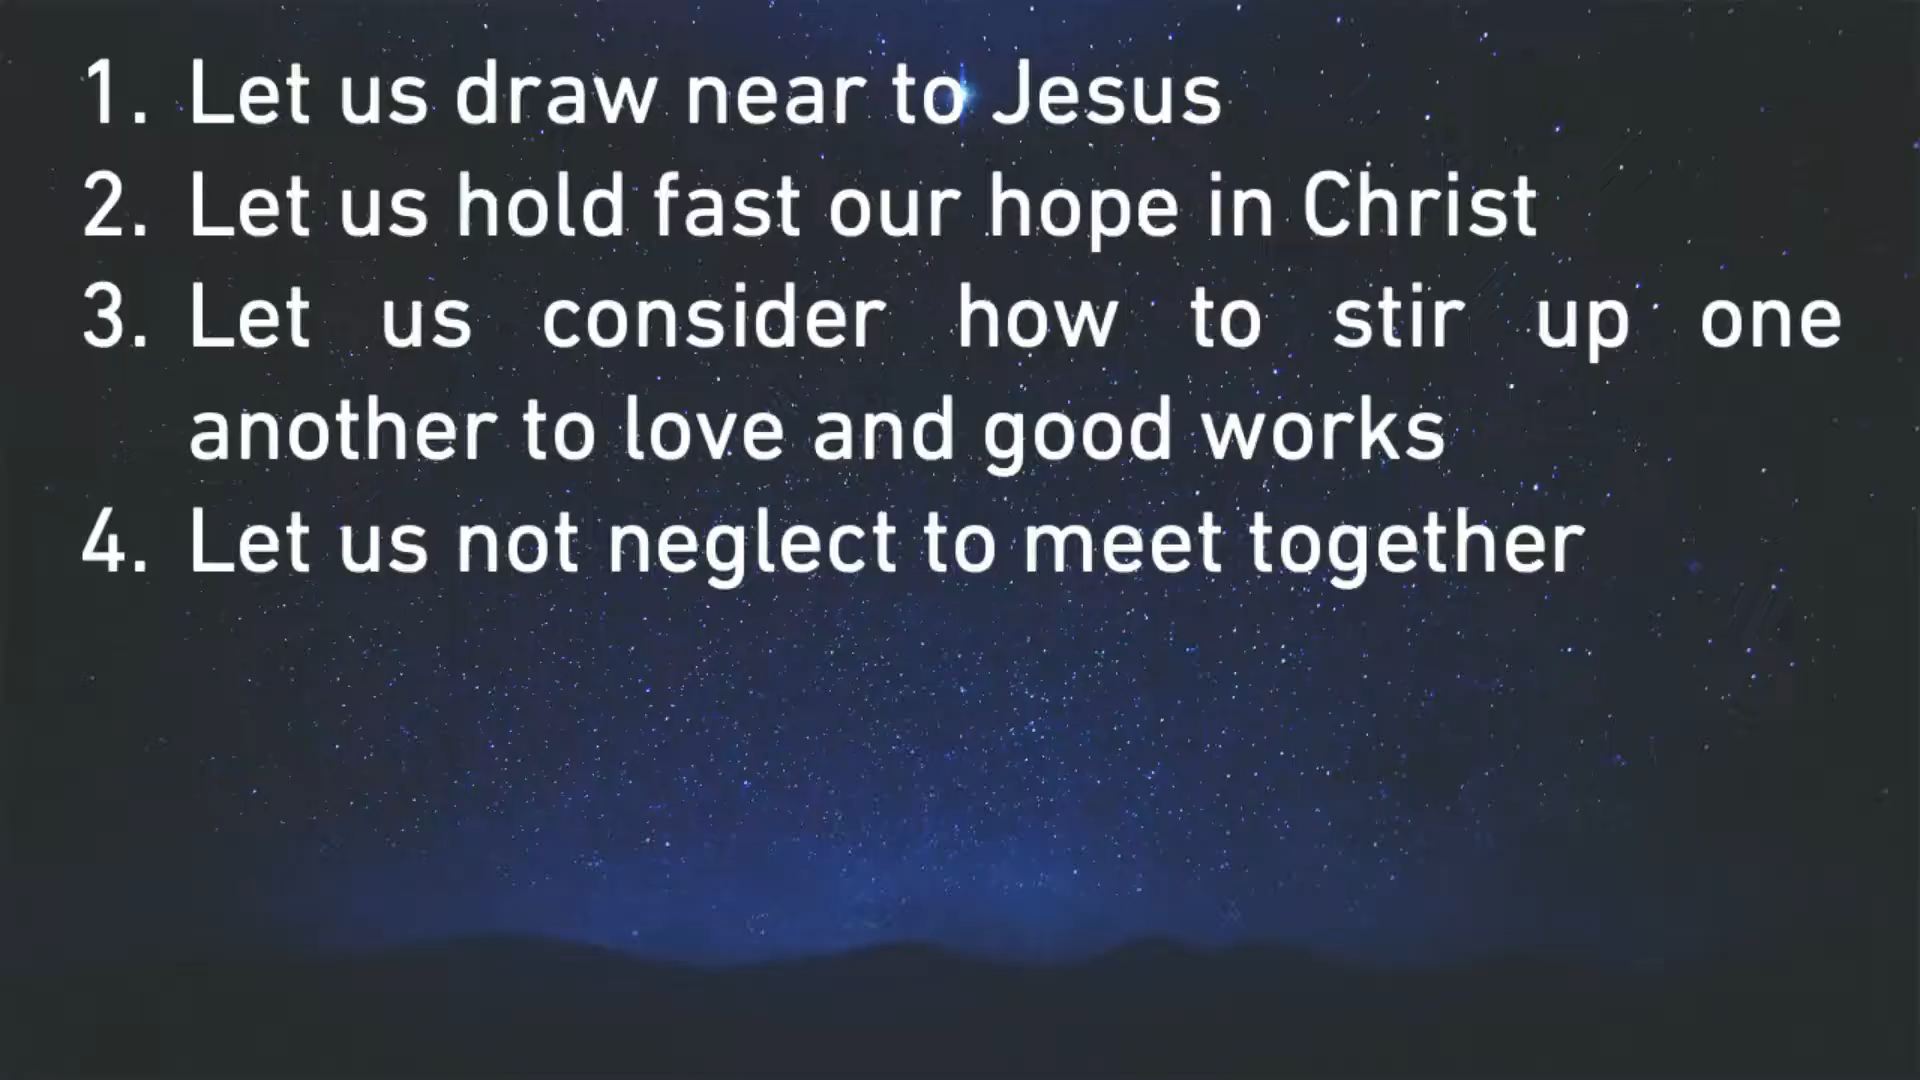 1. Let us draw near to Jesus
2. Let us hold fast our hope in Christ
3. Let us consider how to stir up one
another to love and good works
4. Let us not neglect to meet together